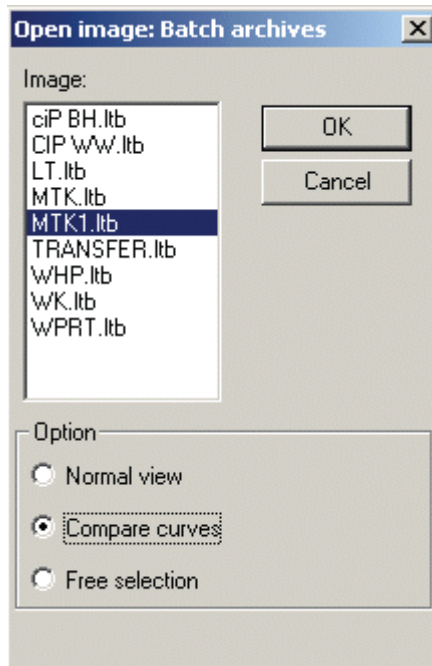 Open image: Batch archives
Image:
ciP BH.ltb
CIP WW.ltb
LT.ltb
MTK.ltb
MTK1.ltb
TRANSFER.ltb
WHP.ltb
WK.ltb
WPRT.ltb
OK
Cancel
Option
Normal view
Compare curves
Free selection